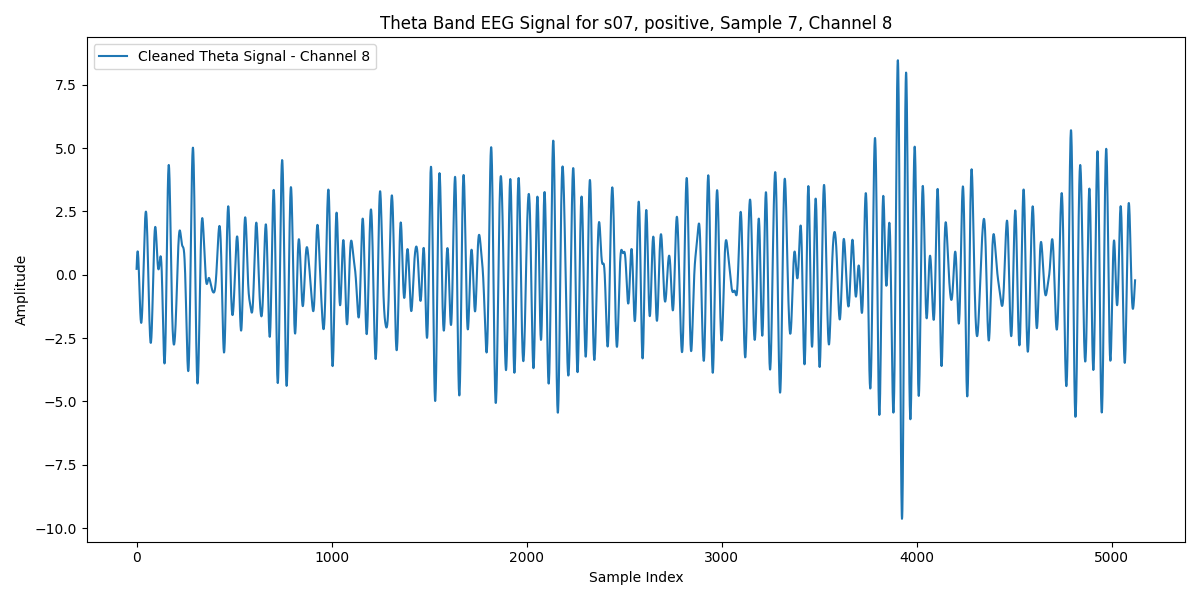 Theta Band EEG Signal for s07, positive, Sample 7, Channel 8
Cleaned Theta Signal - Channel 8
Amplitude
7.5
5.0
2.5
0.0
−2.5
−5.0
−7.5
−10.0
0 1000 2000 3000 4000 5000
Sample Index